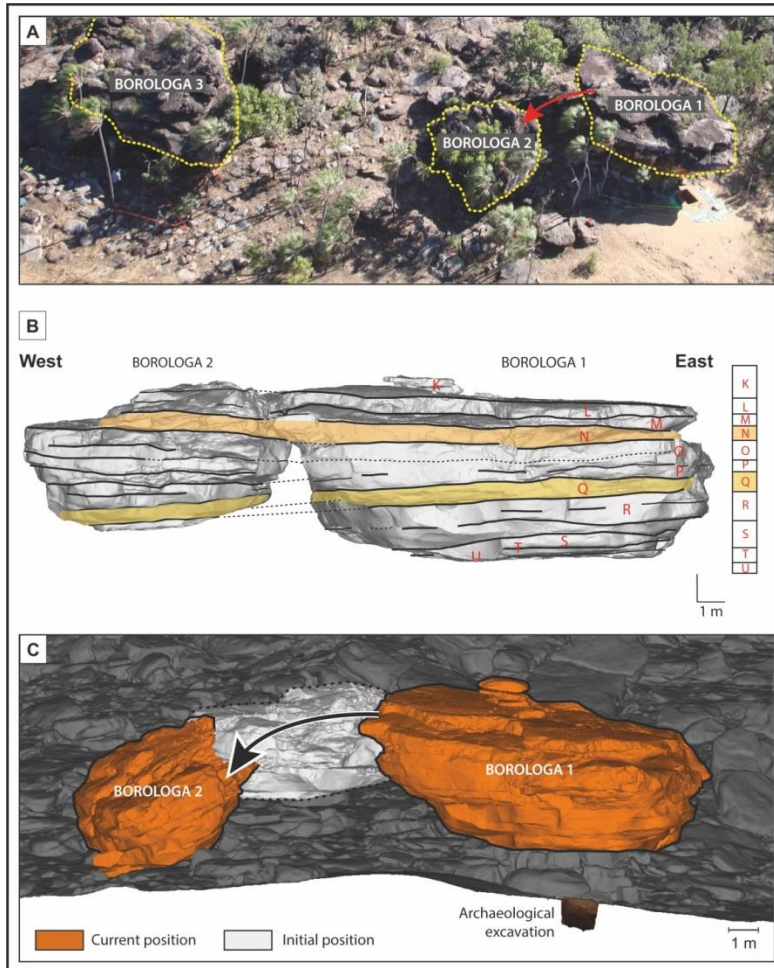 A
BOROLOGA 3
BOROLOGA 1
BOROLOGA 2
B
West
BOROLOGA 2
BOROLOGA 1
East
K
L
M
N
O
P
Q
R
S
T
U
K
L
M
N
O
P
Q
R
S
T
U
1 m
C
BOROLOGA 2
BOROLOGA 1
Archaeological
excavation
Current position
Initial position
1 m